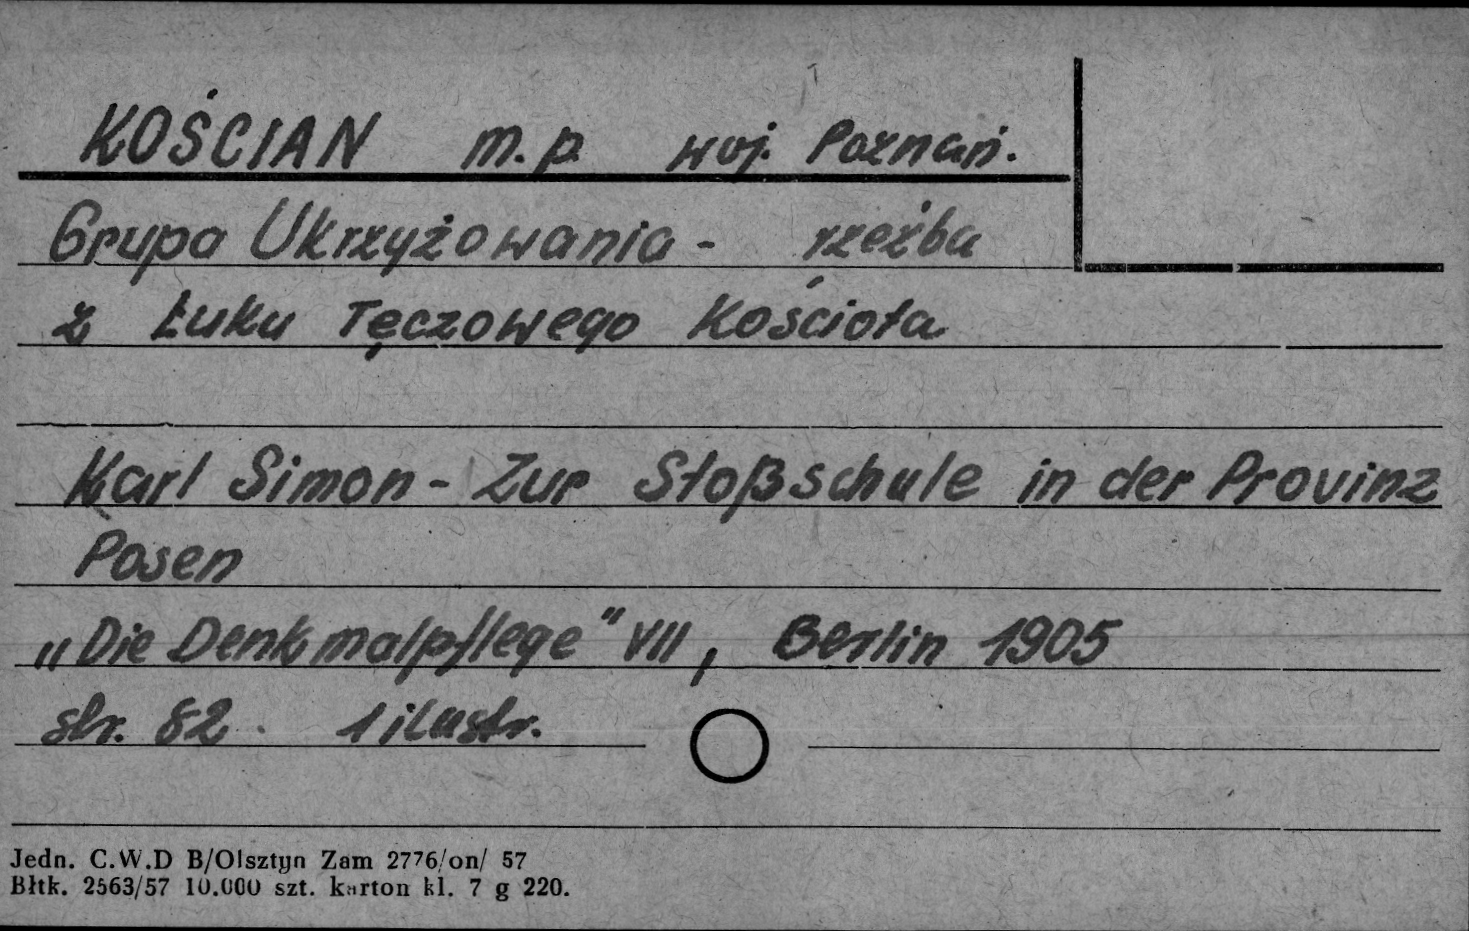 KOŚCIAN m.p. woj. Poznań.
Grupa Ukrzyżowania - rzeźba
z Łuku Tęczowego Kościoła
Karl Simon - Zur Stoßschule in der Provinz
Posen
„Die Denkmalpflege" VII, Berlin 1905
str. 82. 1 ilustr.
Jedn. C.W.D B/Olsztyn Zam 2776/on/ 57
Błtk. 2563/57 10.000 szt. karton kl. 7 g 220.